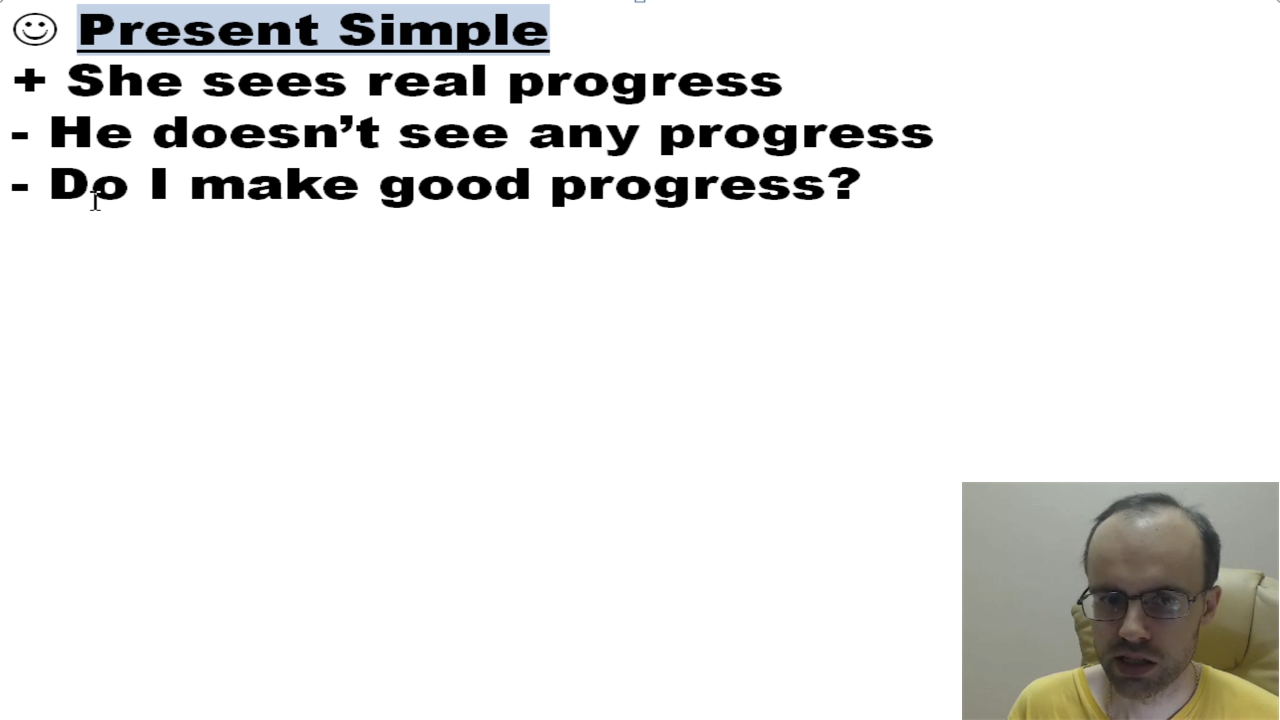 ☺ Present Simple
+ She sees real progress
- He doesn’t see any progress
- Do I make good progress?